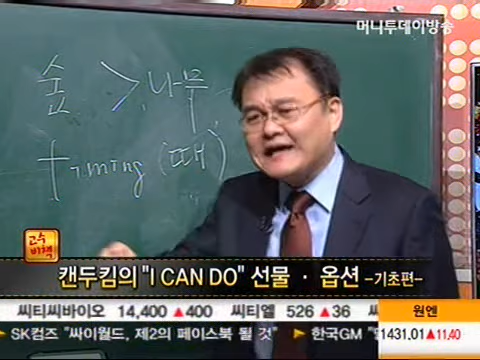 머니투데이방송
숲 > 나무
timing (때)
고수비책
캔두킴의 "I CAN DO" 선물 · 옵션 -기초편-
씨티씨바이오 14,400 ▲400 씨티엘 526 ▲36 씨
원엔
▶ SK컴즈 "싸이월드, 제2의 페이스북 될 것" ▶ 한국GM
1431.01▲11.40